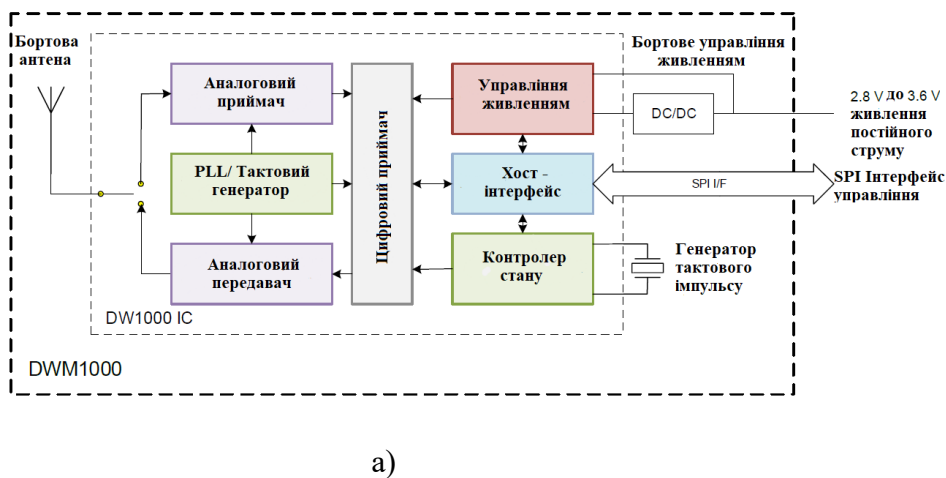 Бортова
антена
Аналоговий
приймач
PLL/ Тактовий
генератор
Аналоговий
передавач
Цифровий приймач
Управління
живленням
Хост -
інтерфейс
Контролер
стану
Бортове управління
живленням
DC/DC
2.8 V до 3.6 V
живлення
постійного
струму
SPI I/F
SPI Інтерфейс
управління
Генератор
тактового
імпульсу
DW1000 IC
DWM1000
а)